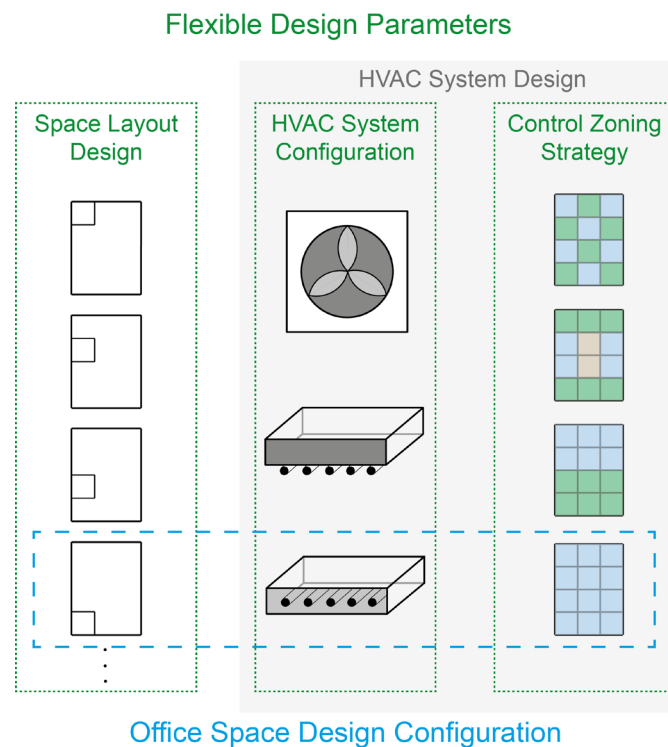 Flexible Design Parameters
HVAC System Design
Space Layout
Design
HVAC System
Configuration
Control Zoning
Strategy
Office Space Design Configuration